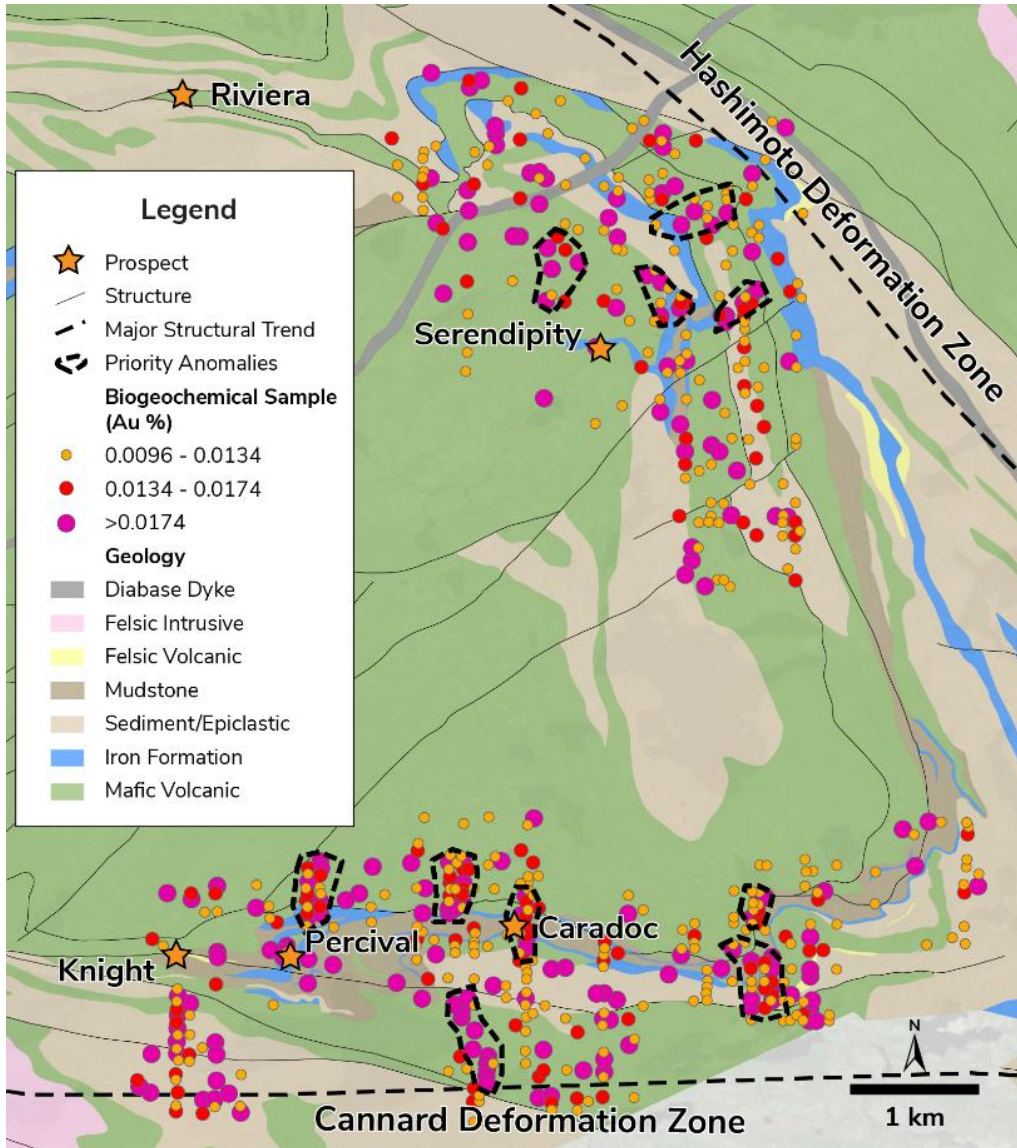 Riviera
Hashimoto Deformation Zone
Legend
Prospect
Structure
Major Structural Trend
Priority Anomalies
Biogeochemical Sample
(Au %)
0.0096 - 0.0134
0.0134 - 0.0174
>0.0174
Geology
Diabase Dyke
Felsic Intrusive
Felsic Volcanic
Mudstone
Sediment/Epiclastic
Iron Formation
Mafic Volcanic
Serendipity
Caradoc
Percival
Knight
N
1 km
Cannard Deformation Zone